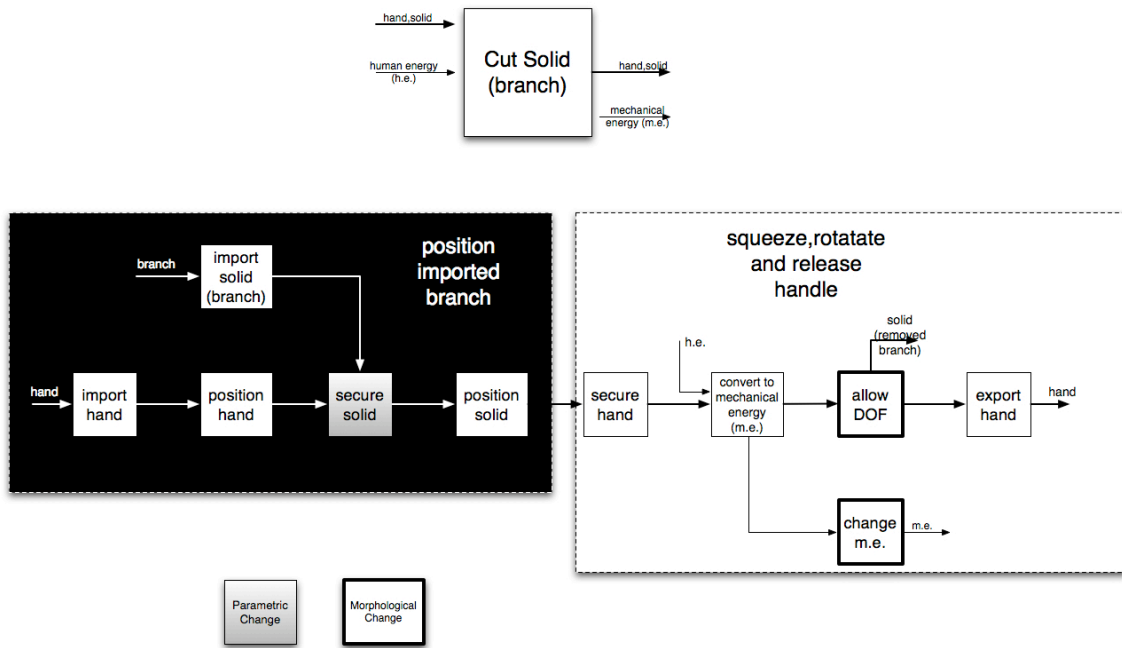 hand,solid
human energy
(h.e.)
Cut Solid
(branch)
hand,solid
mechanical
energy (m.e.)
position
imported
branch
branch
import
solid
(branch)
hand
import
hand
position
hand
secure
solid
position
solid
squeeze,rotatate
and release
handle
solid
(removed
branch)
h.e.
secure
hand
convert to
mechanical
energy
(m.e.)
allow
DOF
export
hand
hand
change
m.e.
m.e.
Parametric
Change
Morphological
Change